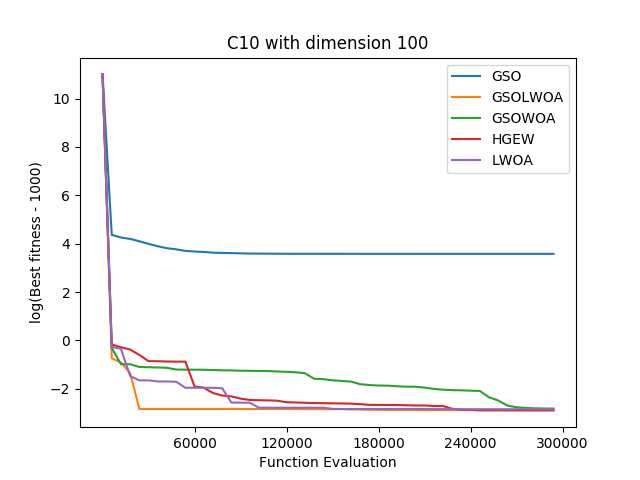 C10 with dimension 100
log(Best fitness - 1000)
10
8
6
4
2
0
−2
GSO
GSOLWOA
GSOWOA
HGEW
LWOA
60000 120000 180000 240000 300000
Function Evaluation